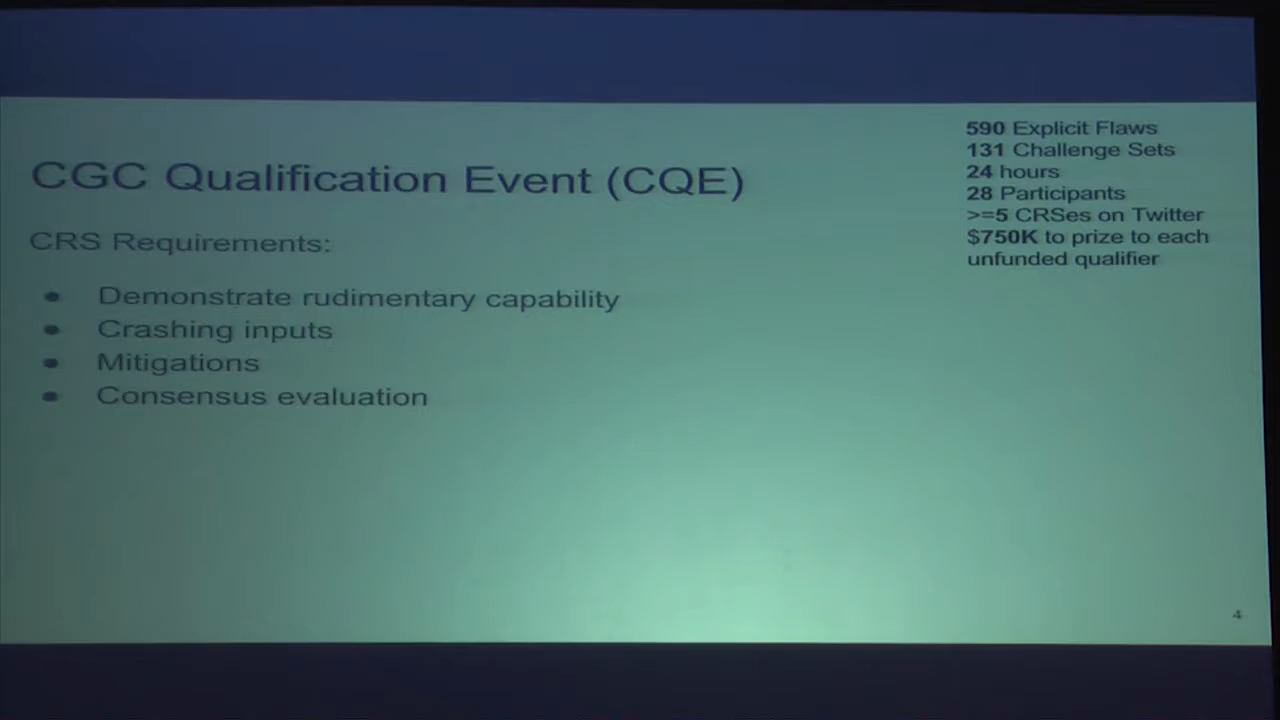 CGC Qualification Event (CQE)
CRS Requirements:
● Demonstrate rudimentary capability
● Crashing inputs
● Mitigations
● Consensus evaluation
590 Explicit Flaws
131 Challenge Sets
24 hours
28 Participants
>=5 CRSes on Twitter
$750K to prize to each
unfunded qualifier
4